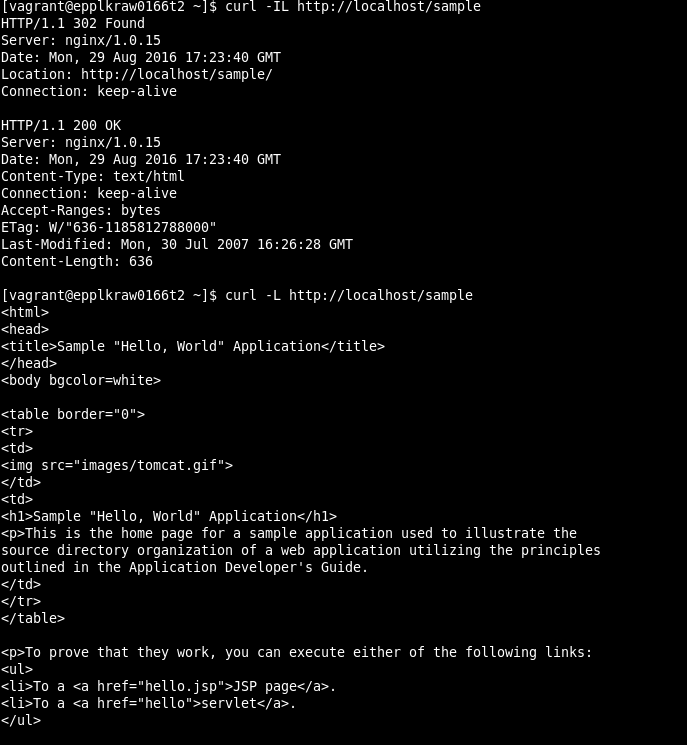 [vagrant@epplkraw0166t2 ~]$ curl -IL http://localhost/sample
HTTP/1.1 302 Found
Server: nginx/1.0.15
Date: Mon, 29 Aug 2016 17:23:40 GMT
Location: http://localhost/sample/
Connection: keep-alive

HTTP/1.1 200 OK
Server: nginx/1.0.15
Date: Mon, 29 Aug 2016 17:23:40 GMT
Content-Type: text/html
Connection: keep-alive
Accept-Ranges: bytes
ETag: W/"636-1185812788000"
Last-Modified: Mon, 30 Jul 2007 16:26:28 GMT
Content-Length: 636

[vagrant@epplkraw0166t2 ~]$ curl -L http://localhost/sample
<html>
<head>
<title>Sample "Hello, World" Application</title>
</head>
<body bgcolor=white>

<table border="0">
<tr>
<td>
<img src="images/tomcat.gif">
</td>
<td>
<h1>Sample "Hello, World" Application</h1>
<p>This is the home page for a sample application used to illustrate the
source directory organization of a web application utilizing the principles
outlined in the Application Developer's Guide.
</td>
</tr>
</table>

<p>To prove that they work, you can execute either of the following links:
<ul>
<li>To a <a href="hello.jsp">JSP page</a>.
<li>To a <a href="hello">servlet</a>.
</ul>